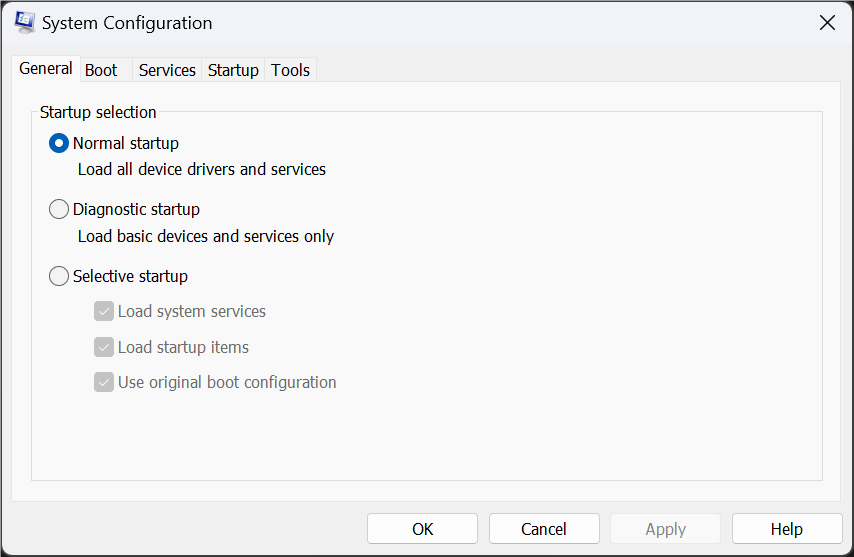 System Configuration
General Boot Services Startup Tools
Startup selection
Normal startup
Load all device drivers and services
Diagnostic startup
Load basic devices and services only
Selective startup
Load system services
Load startup items
Use original boot configuration
OK Cancel Apply Help